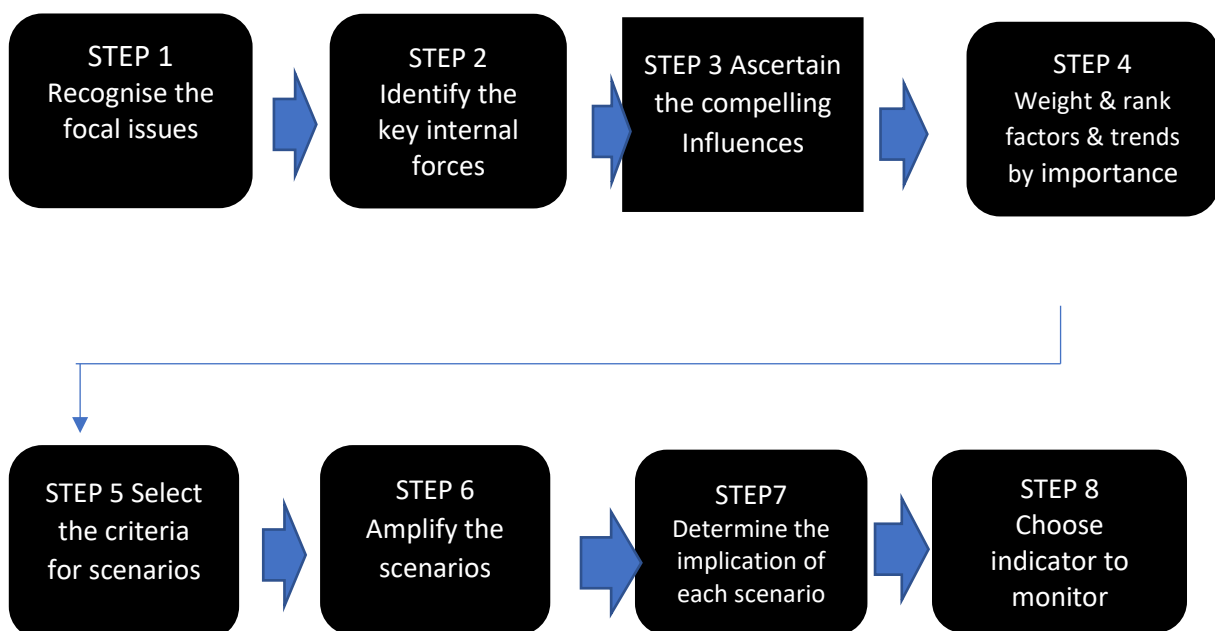 STEP 1
Recognise the
focal issues
STEP 2
Identify the
key internal
forces
STEP 3 Ascertain
the compelling
Influences
STEP 4
Weight & rank
factors & trends
by importance
STEP 5 Select
the criteria
for scenarios
STEP 6
Amplify the
scenarios
STEP7
Determine the
implication of
each scenario
STEP 8
Choose
indicator to
monitor